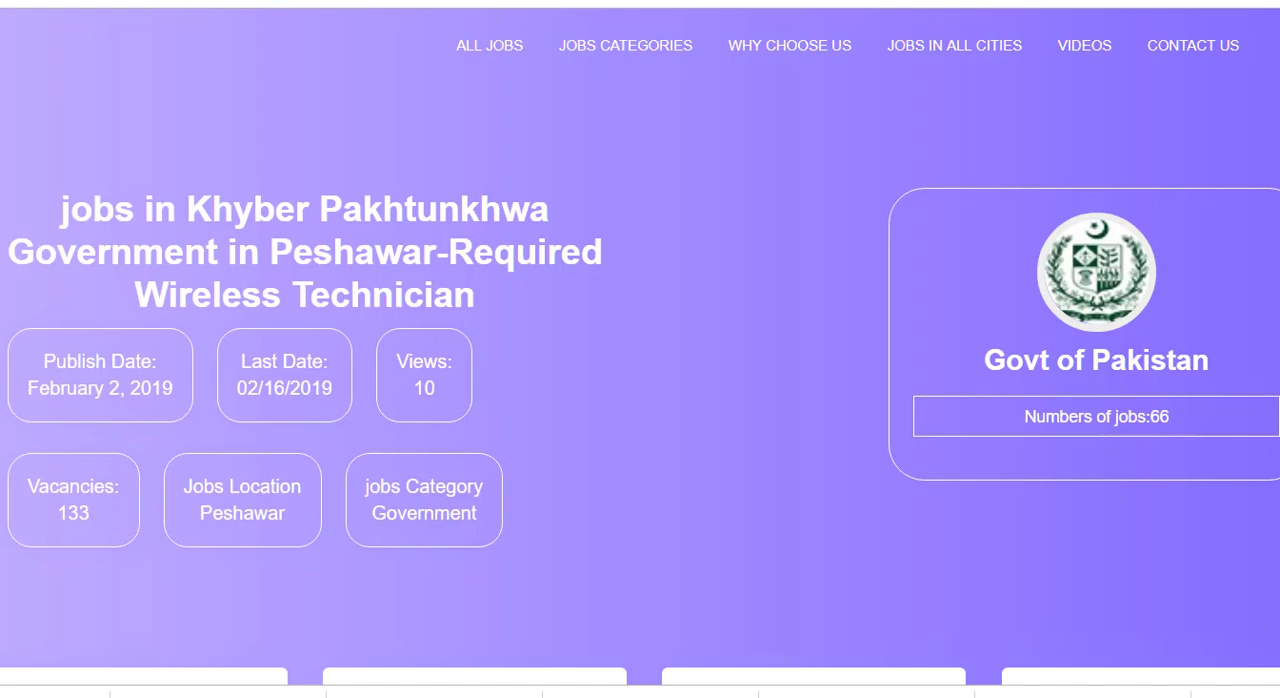 ALL JOBS
JOBS CATEGORIES
WHY CHOOSE US
JOBS IN ALL CITIES
VIDEOS
CONTACT US
jobs in Khyber Pakhtunkhwa
Government in Peshawar-Required
Wireless Technician
Publish Date:
February 2, 2019
Last Date:
02/16/2019
Views:
10
Vacancies:
133
Jobs Location
Peshawar
jobs Category
Government
Govt of Pakistan
Numbers of jobs:66